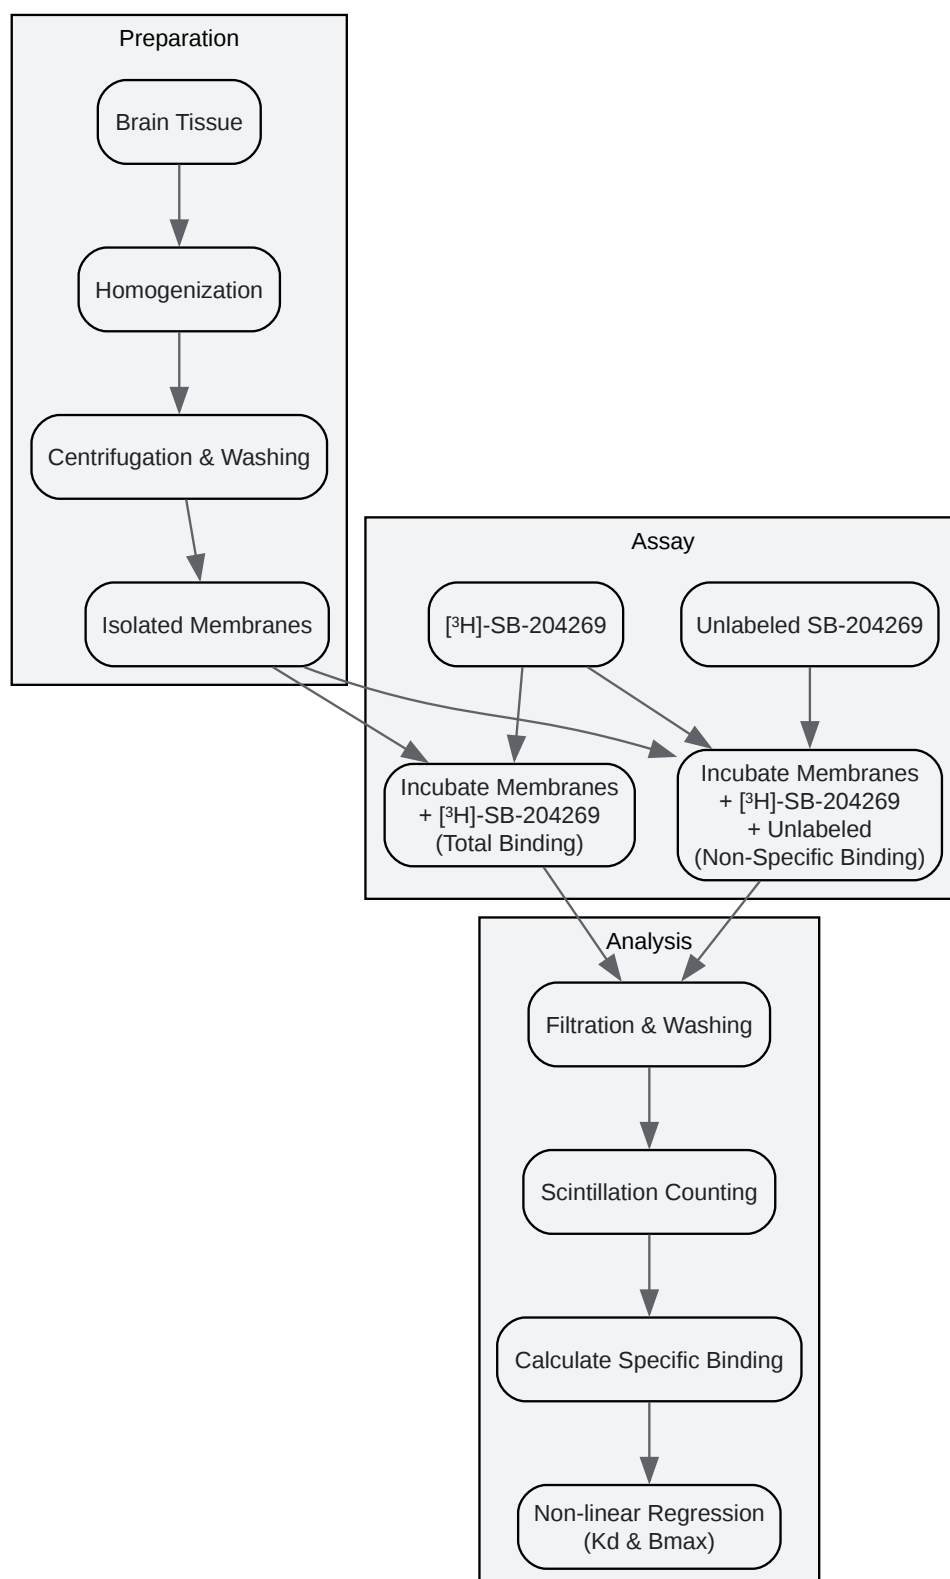 Preparation
Brain Tissue
Homogenization
Centrifugation & Washing
Isolated Membranes
Assay
[³H]-SB-204269
Unlabeled SB-204269
Incubate Membranes
+ [³H]-SB-204269
(Total Binding)
Incubate Membranes
+ [³H]-SB-204269
+ Unlabeled
(Non-Specific Binding)
Analysis
Filtration & Washing
Scintillation Counting
Calculate Specific Binding
Non-linear Regression
(Kd & Bmax)